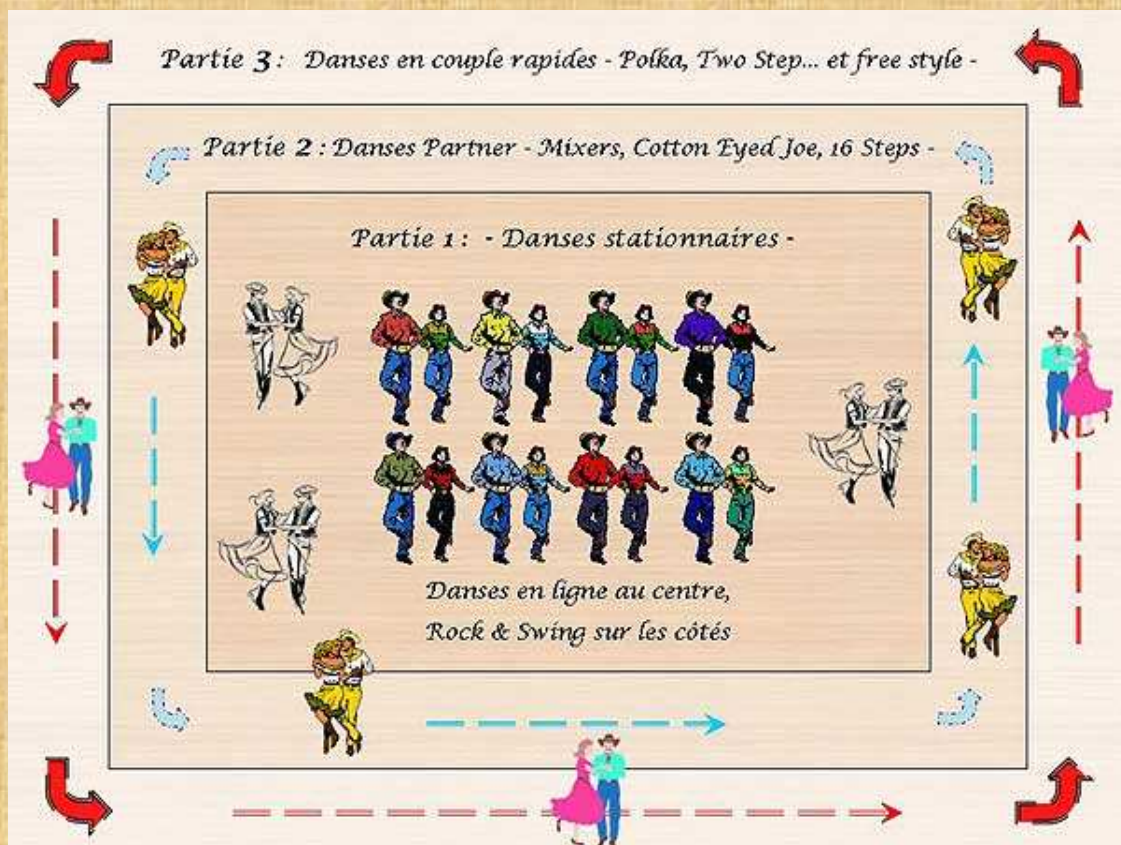 Partie 3 : Danses en couple rapides - Polka, Two Step... et free style -
Partie 2 : Danses Partner - Mixers, Cotton Eyed Joe, 16 Steps -
Partie 1 : - Danses stationnaires -
Danses en ligne au centre,
Rock & Swing sur les côtés